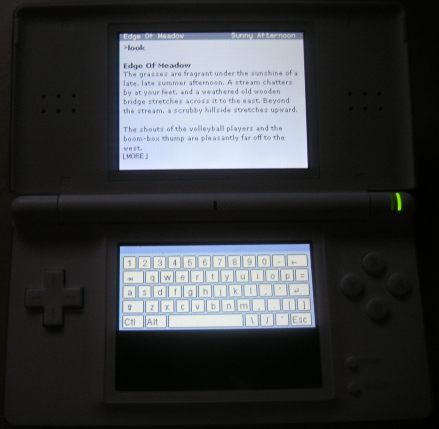 Edge Of Meadow Sunny Afternoon
>look
Edge Of Meadow
The grasses are fragrant under the sunshine of a
late, late summer afternoon. A stream chatters
by at your feet, and a weathered old wooden
bridge stretches across it to the east. Beyond
the stream, a scrubby hillside stretches upward.
The shouts of the volleyball players and the
boom-box thump are pleasantly far off to the
west.
[MORE]
1 2 3 4 5 6 7 8 9 0 - ←
q w e r t y u i o p =
a s d f g h j k l ; ' ↵
⇧ z x c v b n m , . [ ]
Ctl Alt \ / ` Esc